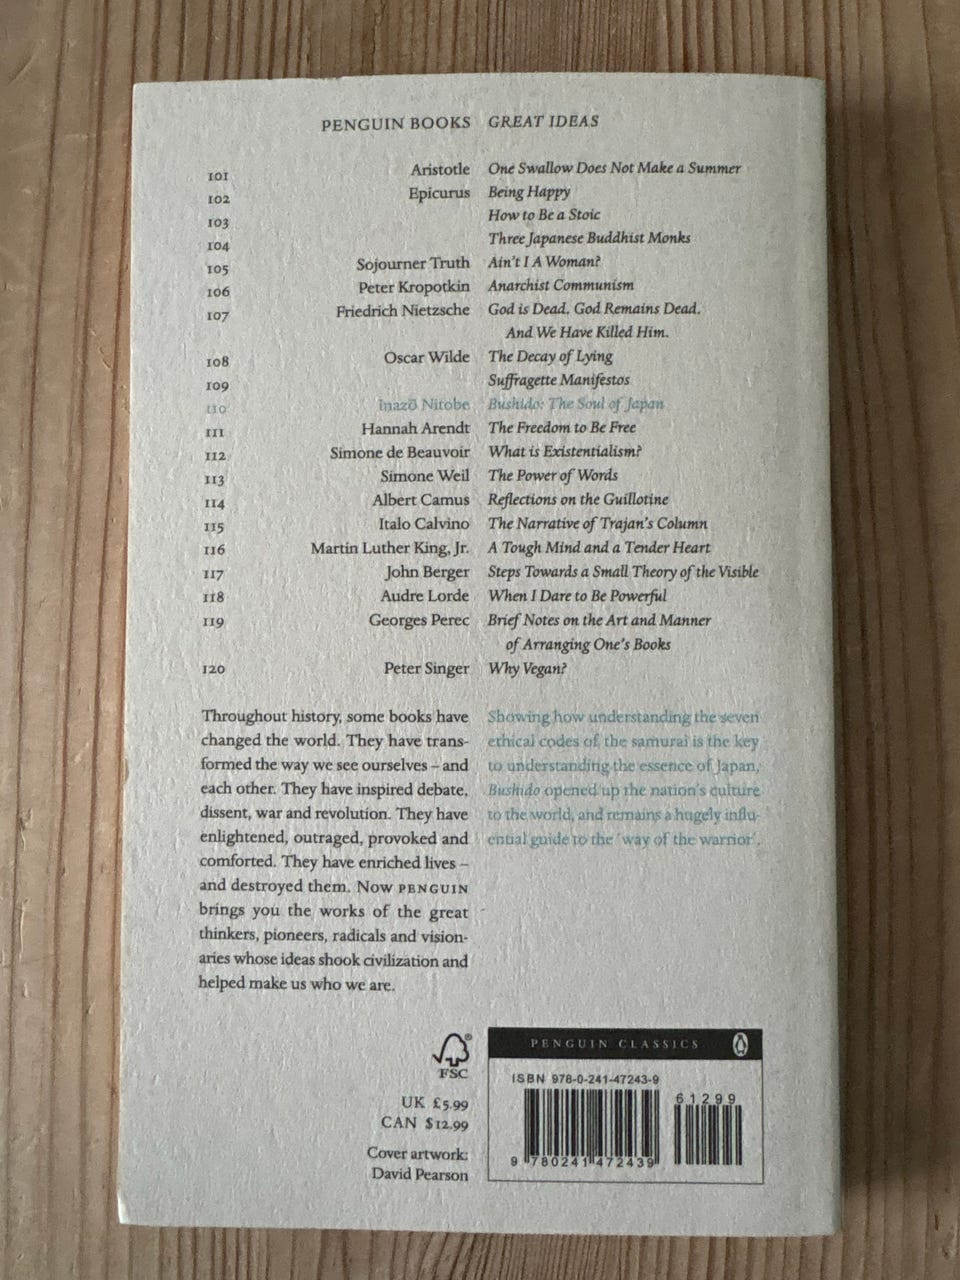 PENGUIN BOOKS GREAT IDEAS
101 Aristotle One Swallow Does Not Make a Summer
102 Epicurus Being Happy
103 How to Be a Stoic
104 Three Japanese Buddhist Monks
105 Sojourner Truth Ain't I A Woman?
106 Peter Kropotkin Anarchist Communism
107 Friedrich Nietzsche God is Dead. God Remains Dead.
And We Have Killed Him.
108 Oscar Wilde The Decay of Lying
109 Suffragette Manifestos
110 Inazō Nitobe Bushido: The Soul of Japan
111 Hannah Arendt The Freedom to Be Free
112 Simone de Beauvoir What is Existentialism?
113 Simone Weil The Power of Words
114 Albert Camus Reflections on the Guillotine
115 Italo Calvino The Narrative of Trajan's Column
116 Martin Luther King, Jr. A Tough Mind and a Tender Heart
117 John Berger Steps Towards a Small Theory of the Visible
118 Audre Lorde When I Dare to Be Powerful
119 Georges Perec Brief Notes on the Art and Manner
of Arranging One's Books
120 Peter Singer Why Vegan?
Throughout history, some books have
changed the world. They have trans-
formed the way we see ourselves – and
each other. They have inspired debate,
dissent, war and revolution. They have
enlightened, outraged, provoked and
comforted. They have enriched lives –
and destroyed them. Now PENGUIN
brings you the works of the great
thinkers, pioneers, radicals and vision-
aries whose ideas shook civilization and
helped make us who we are.
Showing how understanding the seven
ethical codes of the samurai is the key
to understanding the essence of Japan,
Bushido opened up the nation's culture
to the world, and remains a hugely influ-
ential guide to the 'way of the warrior'.
FSC
®
UK £5.99
CAN $12.99
Cover artwork:
David Pearson
PENGUIN CLASSICS
ISBN 978-0-241-47243-9
61299
9 780241 472439